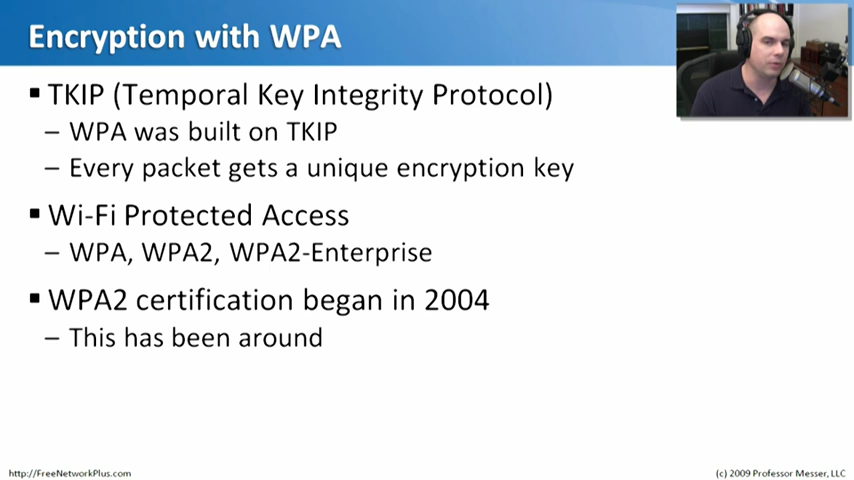 Encryption with WPA
▪ TKIP (Temporal Key Integrity Protocol)
– WPA was built on TKIP
– Every packet gets a unique encryption key
▪ Wi-Fi Protected Access
– WPA, WPA2, WPA2-Enterprise
▪ WPA2 certification began in 2004
– This has been around
http://FreeNetworkPlus.com
(c) 2009 Professor Messer, LLC